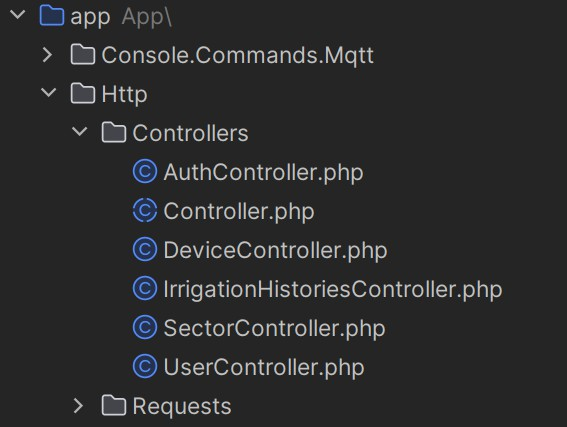 app App\
Console.Commands.Mqtt
Http
Controllers
C AuthController.php
C Controller.php
C DeviceController.php
C IrrigationHistoriesController.php
C SectorController.php
C UserController.php
Requests